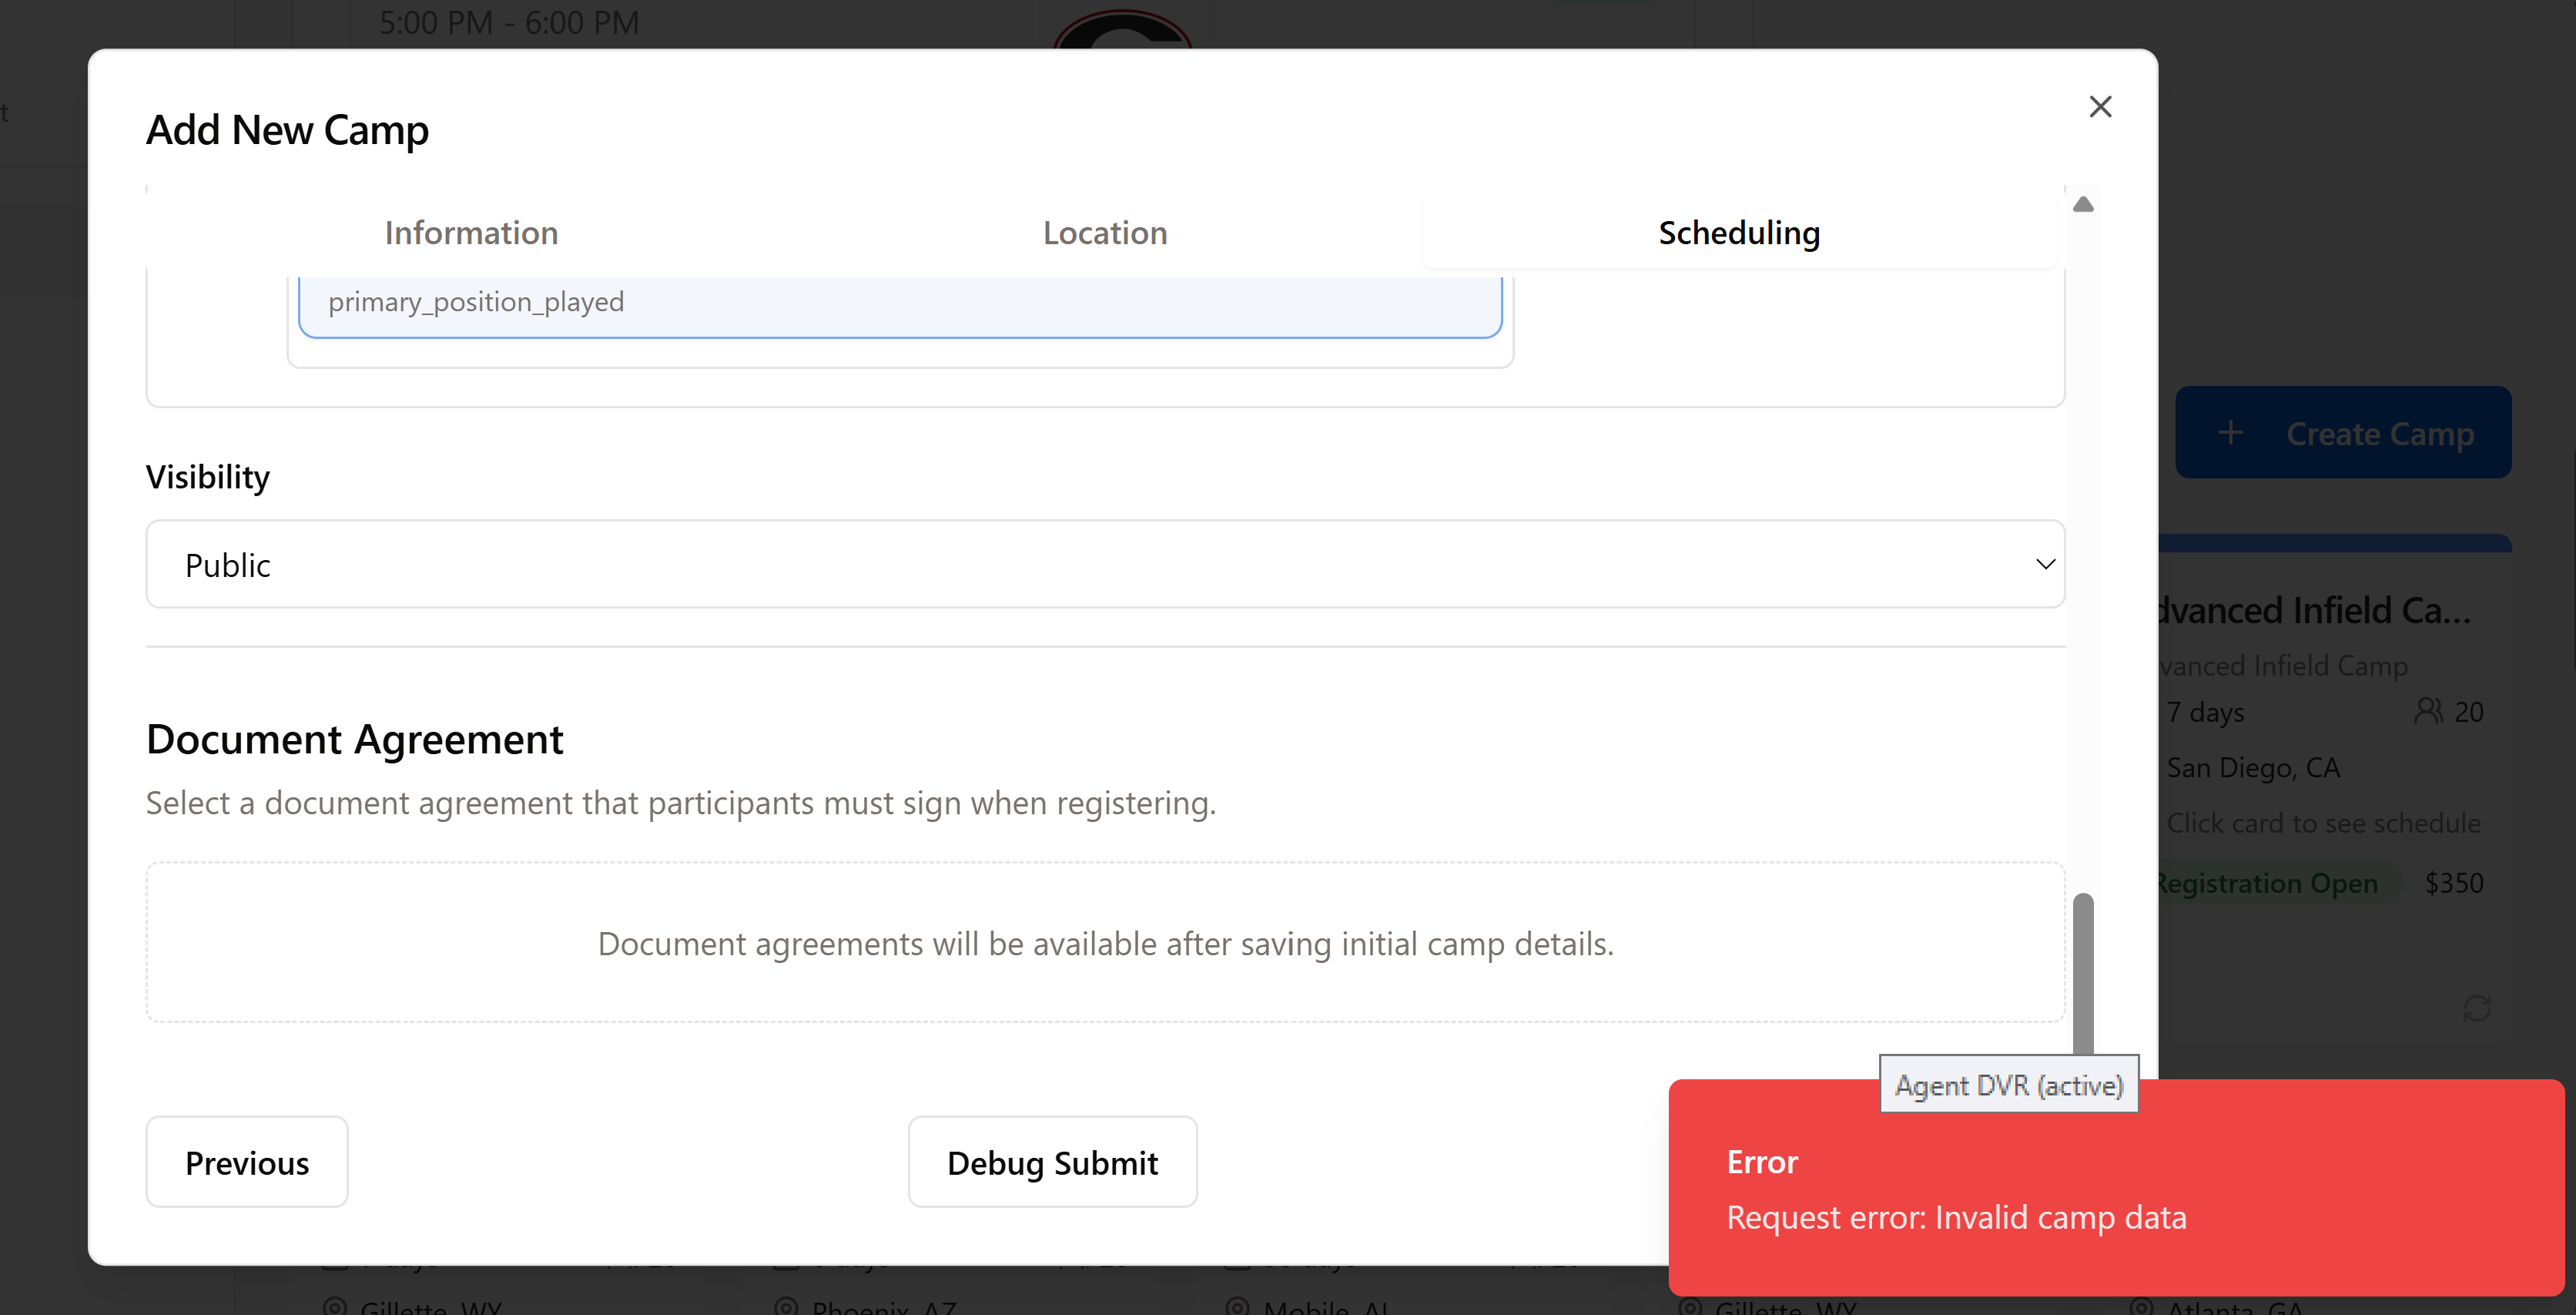 5:00 PM - 6:00 PM
t
Add New Camp
Information
Location
Scheduling
primary_position_played
Create Camp
Visibility
Public
dvanced Infield Ca...
vanced Infield Camp
7 days
20
San Diego, CA
Click card to see schedule
Registration Open
$350
Document Agreement
Select a document agreement that participants must sign when registering.
Document agreements will be available after saving initial camp details.
Agent DVR (active)
Previous
Debug Submit
Error
Request error: Invalid camp data
Gillette, WY
Phoenix, AZ
Mobile, AL
Gillette, WY
Atlanta, GA